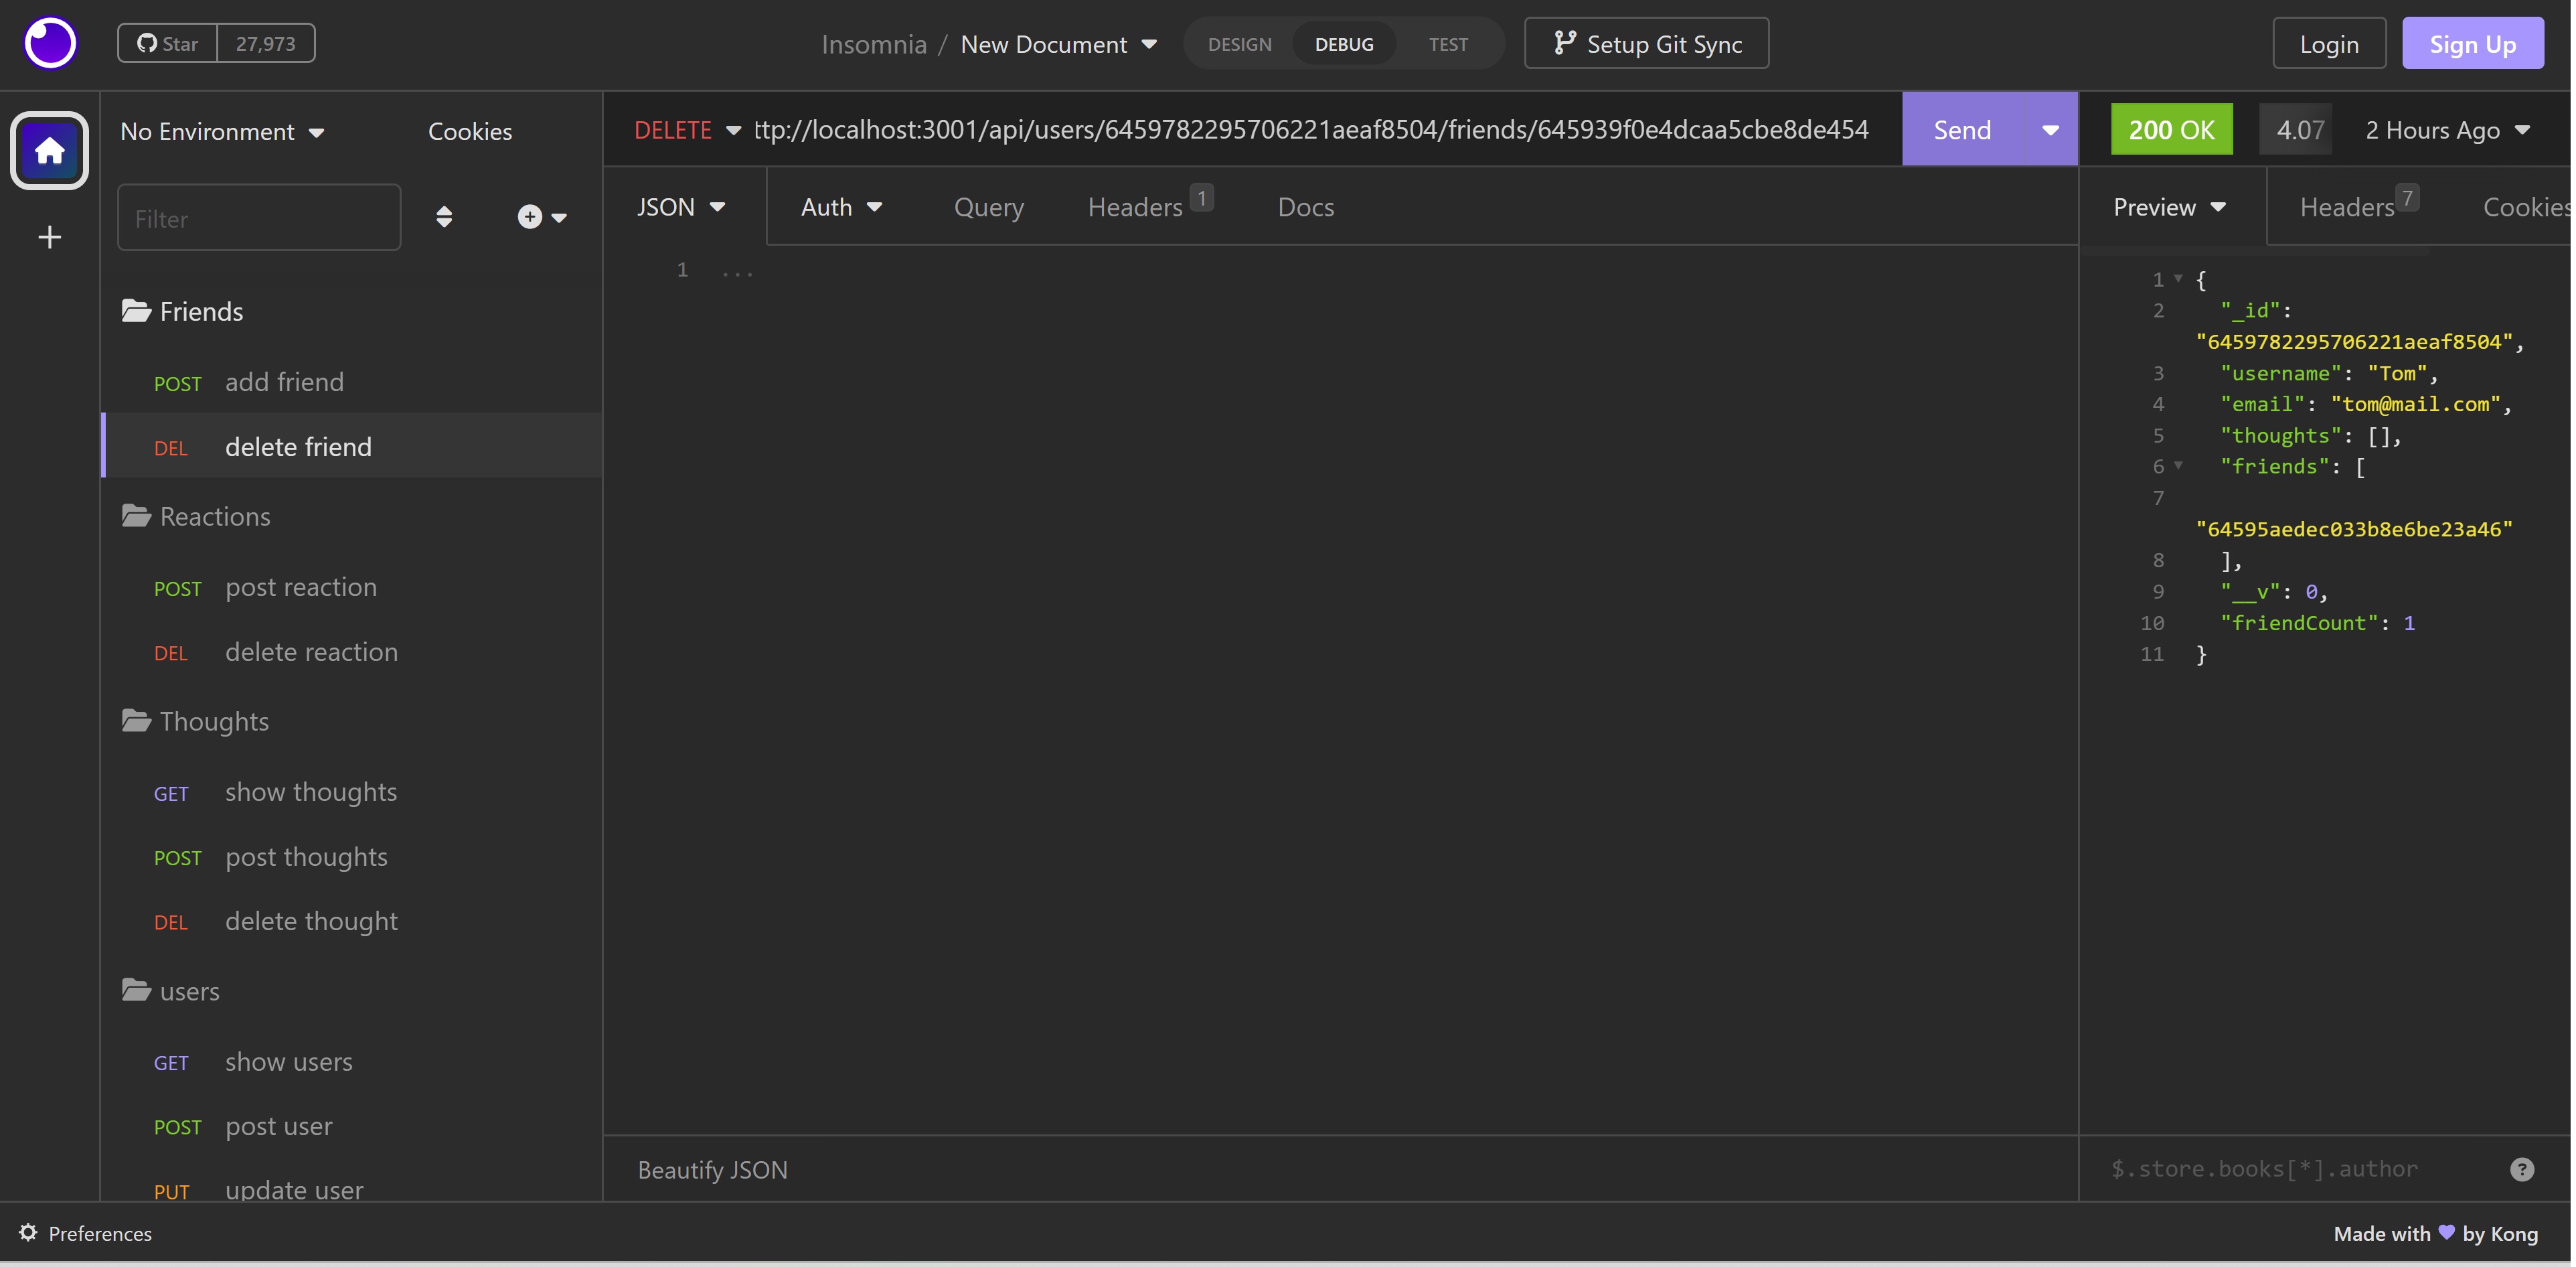 Star 27,973
Insomnia / New Document
DESIGN DEBUG TEST
Setup Git Sync
Login
Sign Up
No Environment
Cookies
Filter
Friends
POST add friend
DEL delete friend
Reactions
POST post reaction
DEL delete reaction
Thoughts
GET show thoughts
POST post thoughts
DEL delete thought
users
GET show users
POST post user
PUT update user
DELETE ttp://localhost:3001/api/users/6459782295706221aeaf8504/friends/645939f0e4dcaa5cbe8de454
Send
JSON Auth Query Headers 1 Docs
1 ...
Beautify JSON
200 OK 4.07 2 Hours Ago
Preview Headers 7 Cookies
1 {
2 "_id":
"6459782295706221aeaf8504",
3 "username": "Tom",
4 "email": "tom@mail.com",
5 "thoughts": [],
6 "friends": [
7
"64595aedec033b8e6be23a46"
8 ],
9 "__v": 0,
10 "friendCount": 1
11 }
$.store.books[*].author ?
Preferences
Made with 💜 by Kong